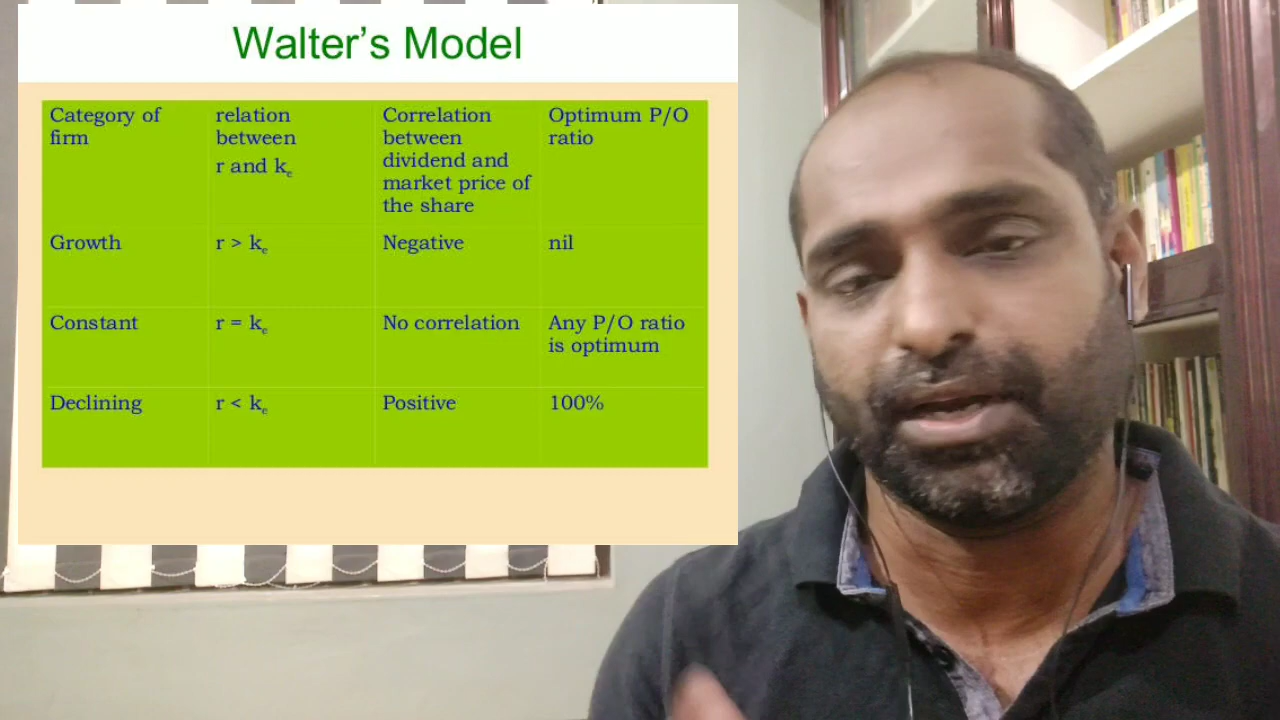 Walter's Model
Category of
firm
relation
between
r and ke
Correlation
between
dividend and
market price of
the share
Optimum P/O
ratio
Growth
r > ke
Negative
nil
Constant
r = ke
No correlation
Any P/O ratio
is optimum
Declining
r < ke
Positive
100%